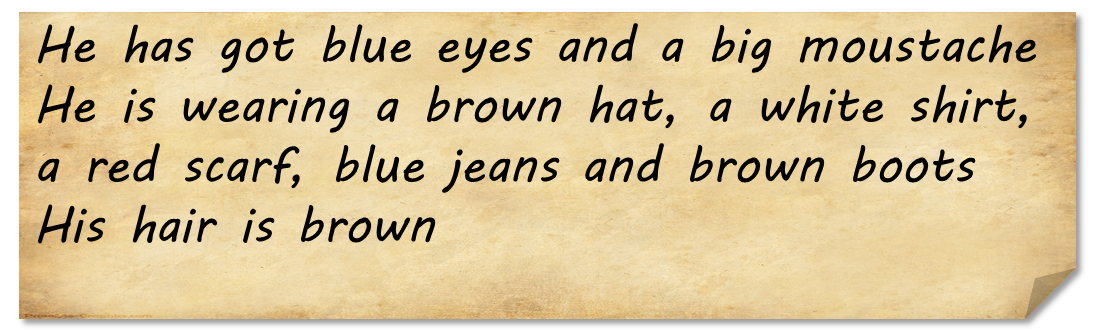 He has got blue eyes and a big moustache
He is wearing a brown hat, a white shirt,
a red scarf, blue jeans and brown boots
His hair is brown